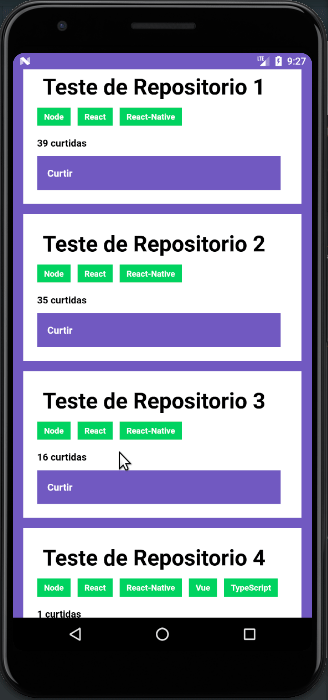 LTE 9:27
Teste de Repositorio 1
Node React React-Native
39 curtidas
Curtir
Teste de Repositorio 2
Node React React-Native
35 curtidas
Curtir
Teste de Repositorio 3
Node React React-Native
16 curtidas
Curtir
Teste de Repositorio 4
Node React React-Native Vue TypeScript
1 curtidas